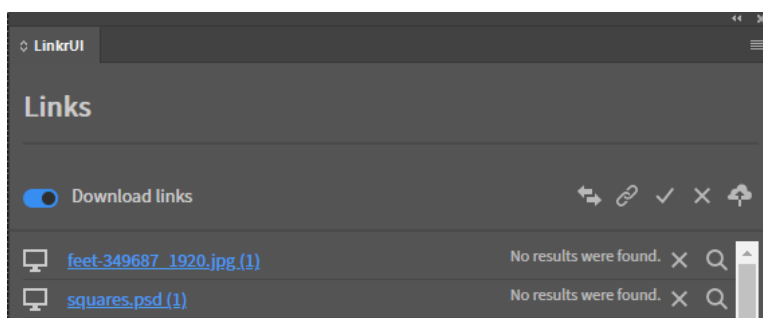 LinkrUI
Links
Download links
feet-349687_1920.jpg (1) No results were found.
squares.psd (1) No results were found.